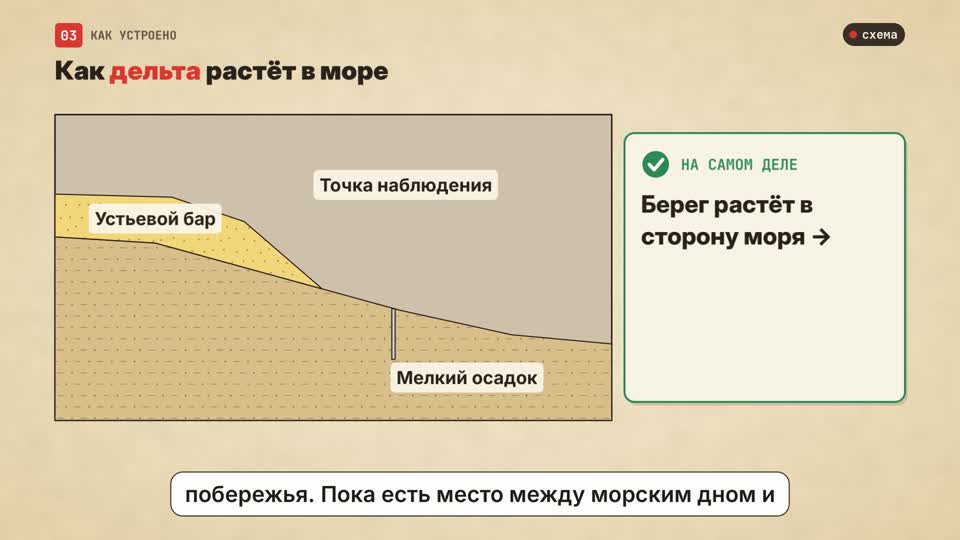 03 КАК УСТРОЕНО
схема
Как дельта растёт в море
Точка наблюдения
Устьевой бар
Мелкий осадок
НА САМОМ ДЕЛЕ
Берег растёт в
сторону моря →
побережья. Пока есть место между морским дном и